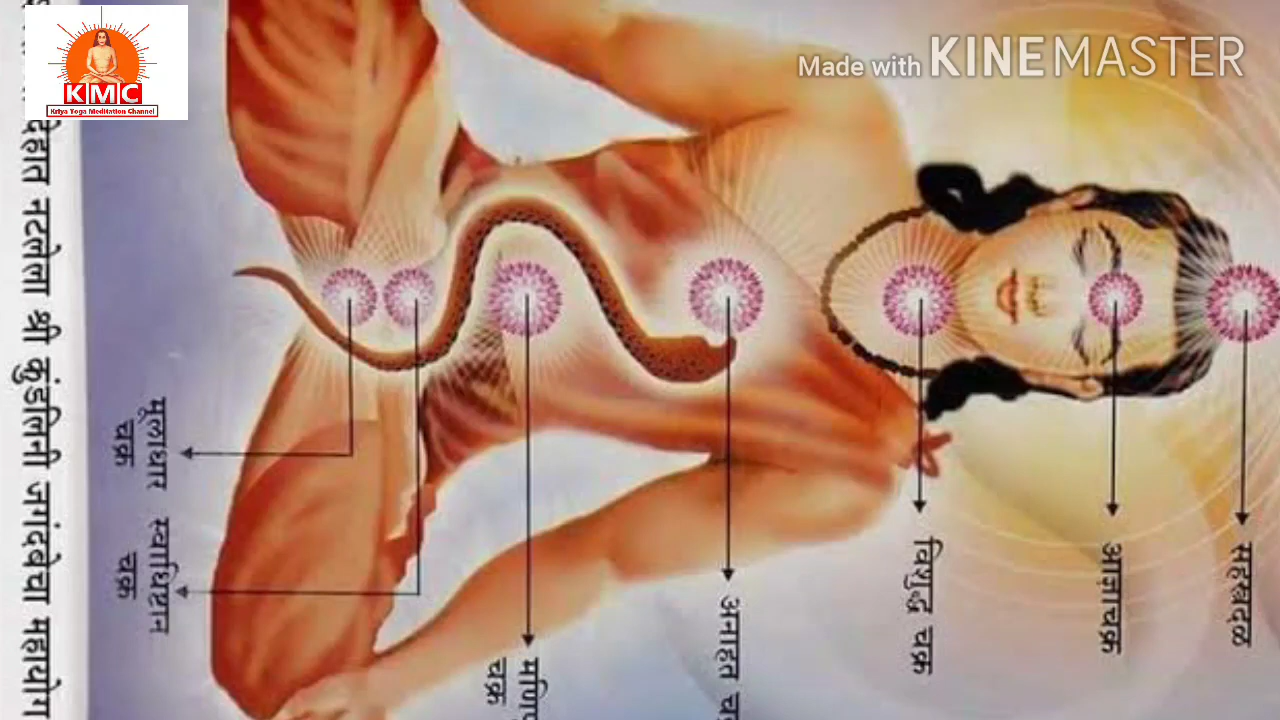 KMC
Kriya Yoga Meditation Channel
Made with KINEMASTER
देहात नटलेला श्री कुंडलिनी जगदंबेचा महायोग
सहस्रदळ
आज्ञाचक्र
विशुद्ध चक्र
अनाहत
चक्र
स्वाधिष्ठान
चक्र
मूलाधार
चक्र